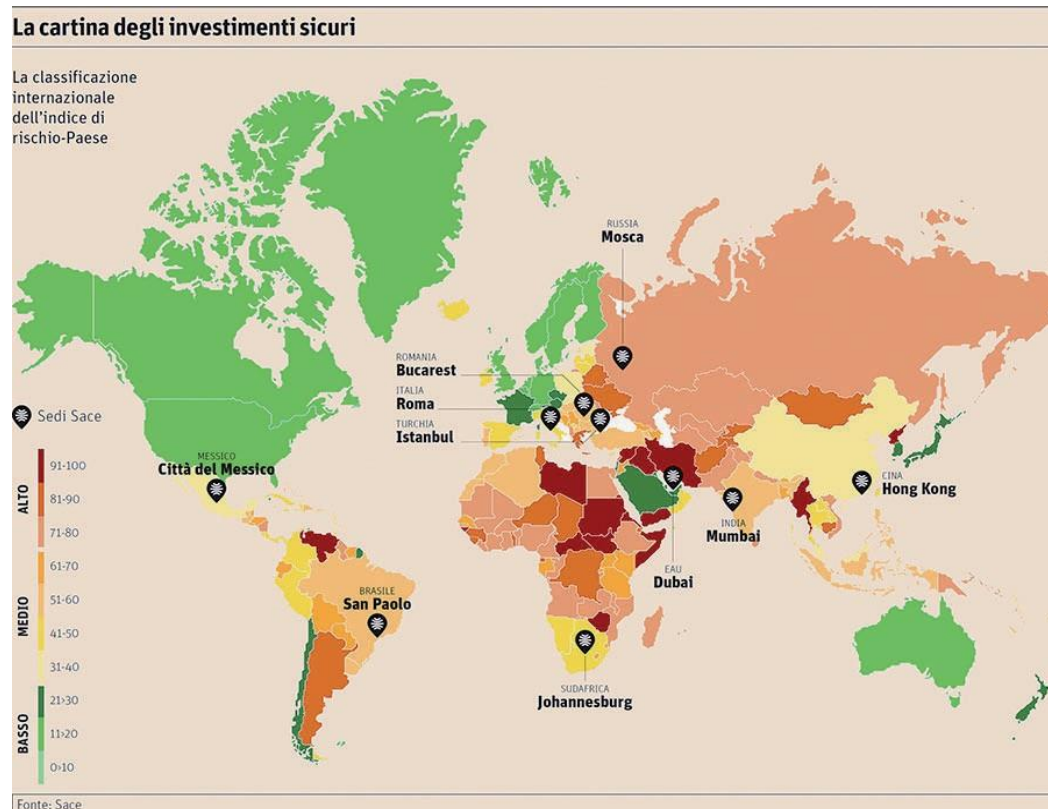 La cartina degli investimenti sicuri
La classificazione
internazionale
dell'indice di
rischio-Paese
RUSSIA
Mosca
ROMANIA
Bucarest
ITALIA
Roma
TURCHIA
Istanbul
Sedi Sace
MESSICO
Città del Messico
CINA
Hong Kong
INDIA
Mumbai
EAU
Dubai
BRASILE
San Paolo
SUDAFRICA
Johannesburg
ALTO
91-100
81-90
71-80
MEDIO
61-70
51-60
41-50
31-40
BASSO
21>30
11>20
0>10
Fonte: Sace